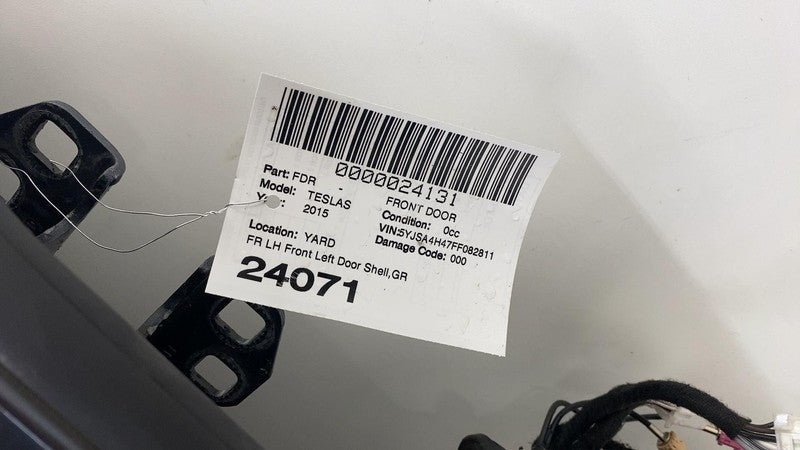 0000024131
Part: FDR - FRONT DOOR
Model: TESLAS Condition: 0cc
2015 VIN:5YJSA4H47FF082811
Location: YARD Damage Code: 000
FR LH Front Left Door Shell,GR
24071